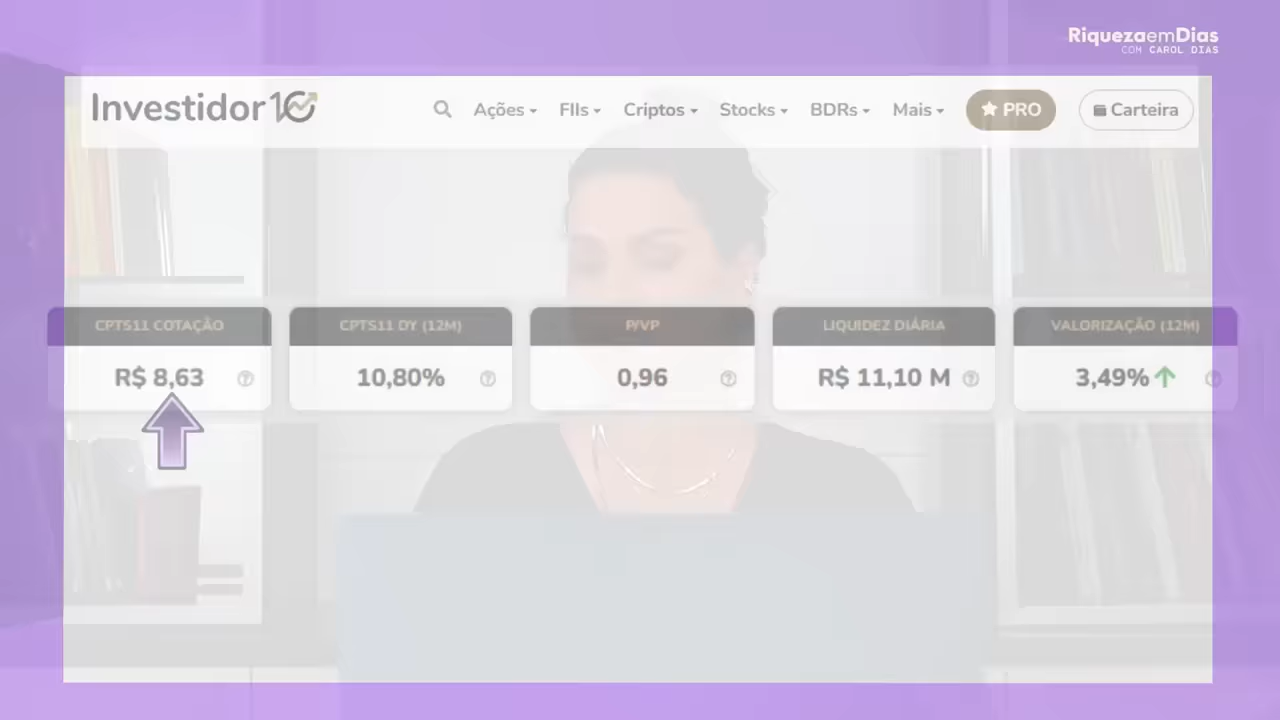 RiquezaemDias
COM CAROL DIAS
Investidor10
Ações
FIIs
Criptos
Stocks
BDRs
Mais
PRO
Carteira
CPTS11 COTAÇÃO
R$ 8,63
CPTS11 DY (12M)
10,80%
P/VP
0,96
LIQUIDEZ DIÁRIA
R$ 11,10 M
VALORIZAÇÃO (12M)
3,49%